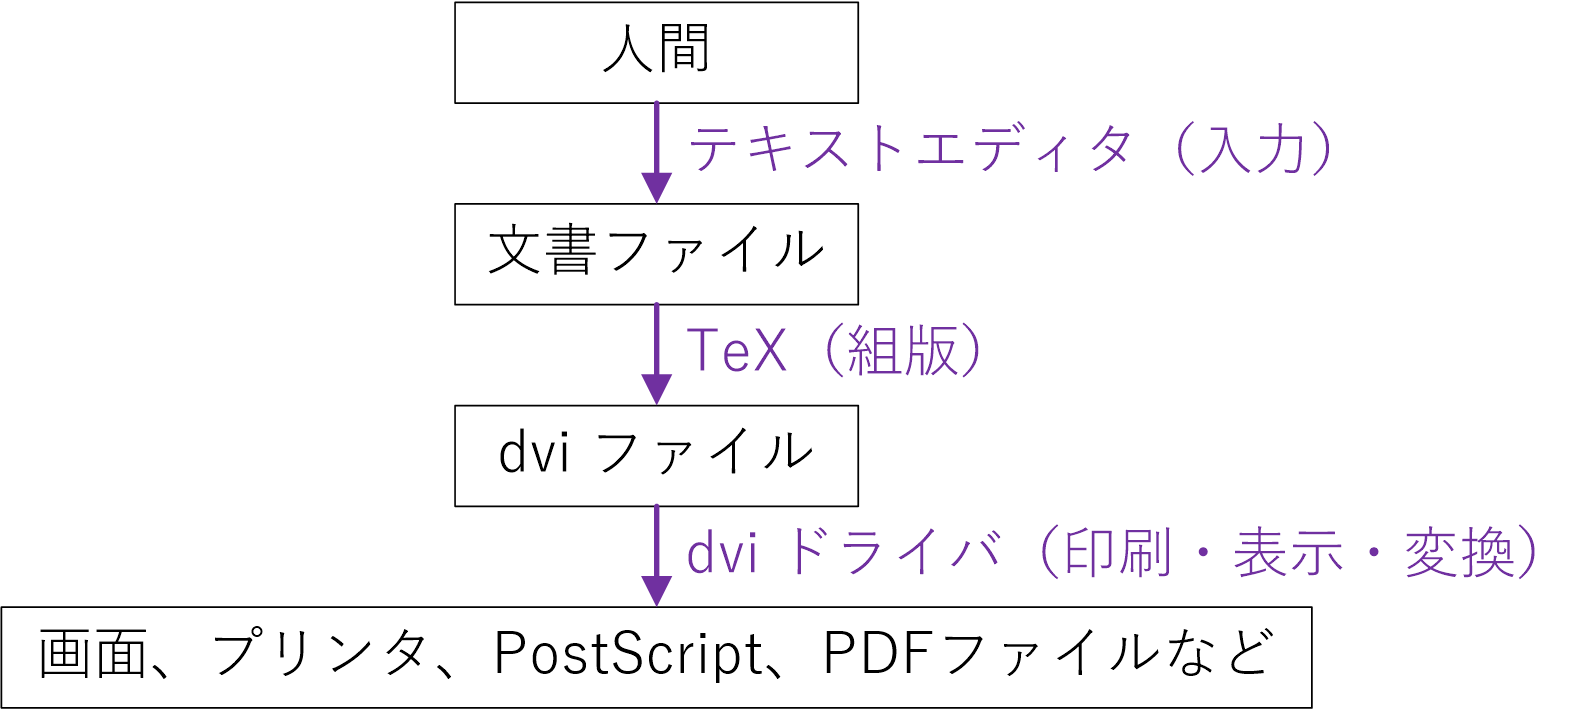 人間
テキストエディタ（入力）
文書ファイル
TeX（組版）
dvi ファイル
dvi ドライバ（印刷・表示・変換）
画面、プリンタ、PostScript、PDFファイルなど